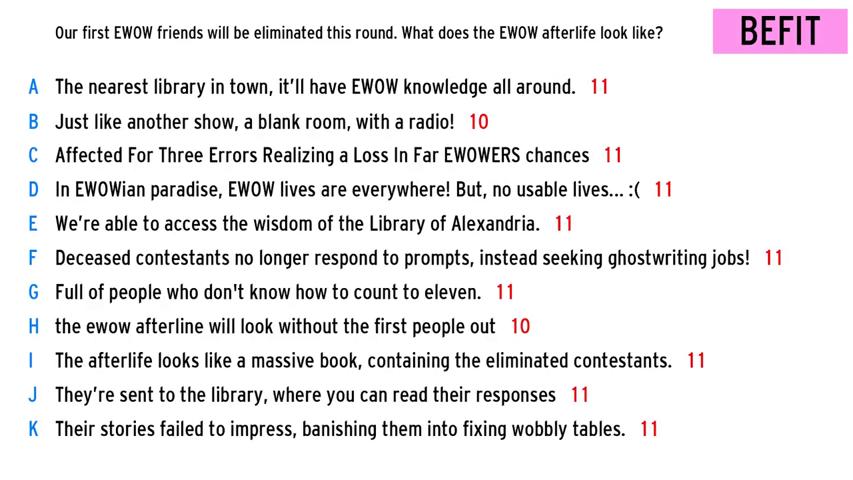 Our first EWOW friends will be eliminated this round. What does the EWOW afterlife look like?
BEFIT
A The nearest library in town, it’ll have EWOW knowledge all around. 11
B Just like another show, a blank room, with a radio! 10
C Affected For Three Errors Realizing a Loss In Far EWOWERS chances 11
D In EWOWian paradise, EWOW lives are everywhere! But, no usable lives... :( 11
E We’re able to access the wisdom of the Library of Alexandria. 11
F Deceased contestants no longer respond to prompts, instead seeking ghostwriting jobs! 11
G Full of people who don't know how to count to eleven. 11
H the ewow afterline will look without the first people out 10
I The afterlife looks like a massive book, containing the eliminated contestants. 11
J They’re sent to the library, where you can read their responses 11
K Their stories failed to impress, banishing them into fixing wobbly tables. 11